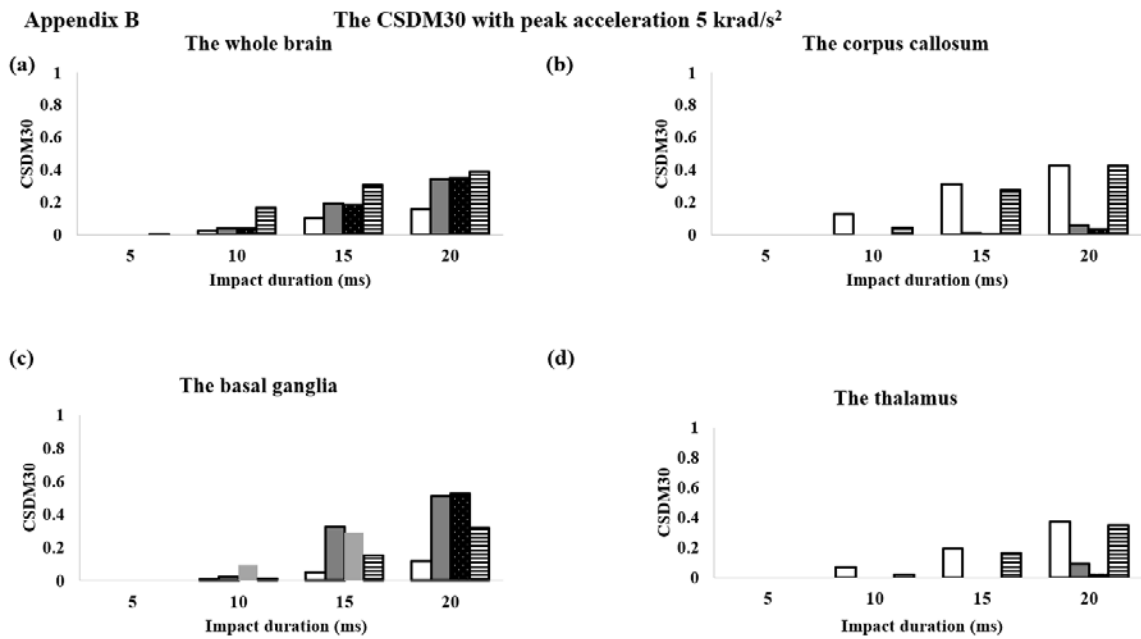 Appendix B
The CSDM30 with peak acceleration 5 krad/s²
The whole brain
(a)
1
0.8
0.6
0.4
0.2
0
CSDM30
5 10 15 20
Impact duration (ms)
The corpus callosum
(b)
1
0.8
0.6
0.4
0.2
0
CSDM30
5 10 15 20
Impact duration (ms)
(c)
The basal ganglia
1
0.8
0.6
0.4
0.2
0
CSDM30
5 10 15 20
Impact duration (ms)
(d)
The thalamus
1
0.8
0.6
0.4
0.2
0
CSDM30
5 10 15 20
Impact duration (ms)